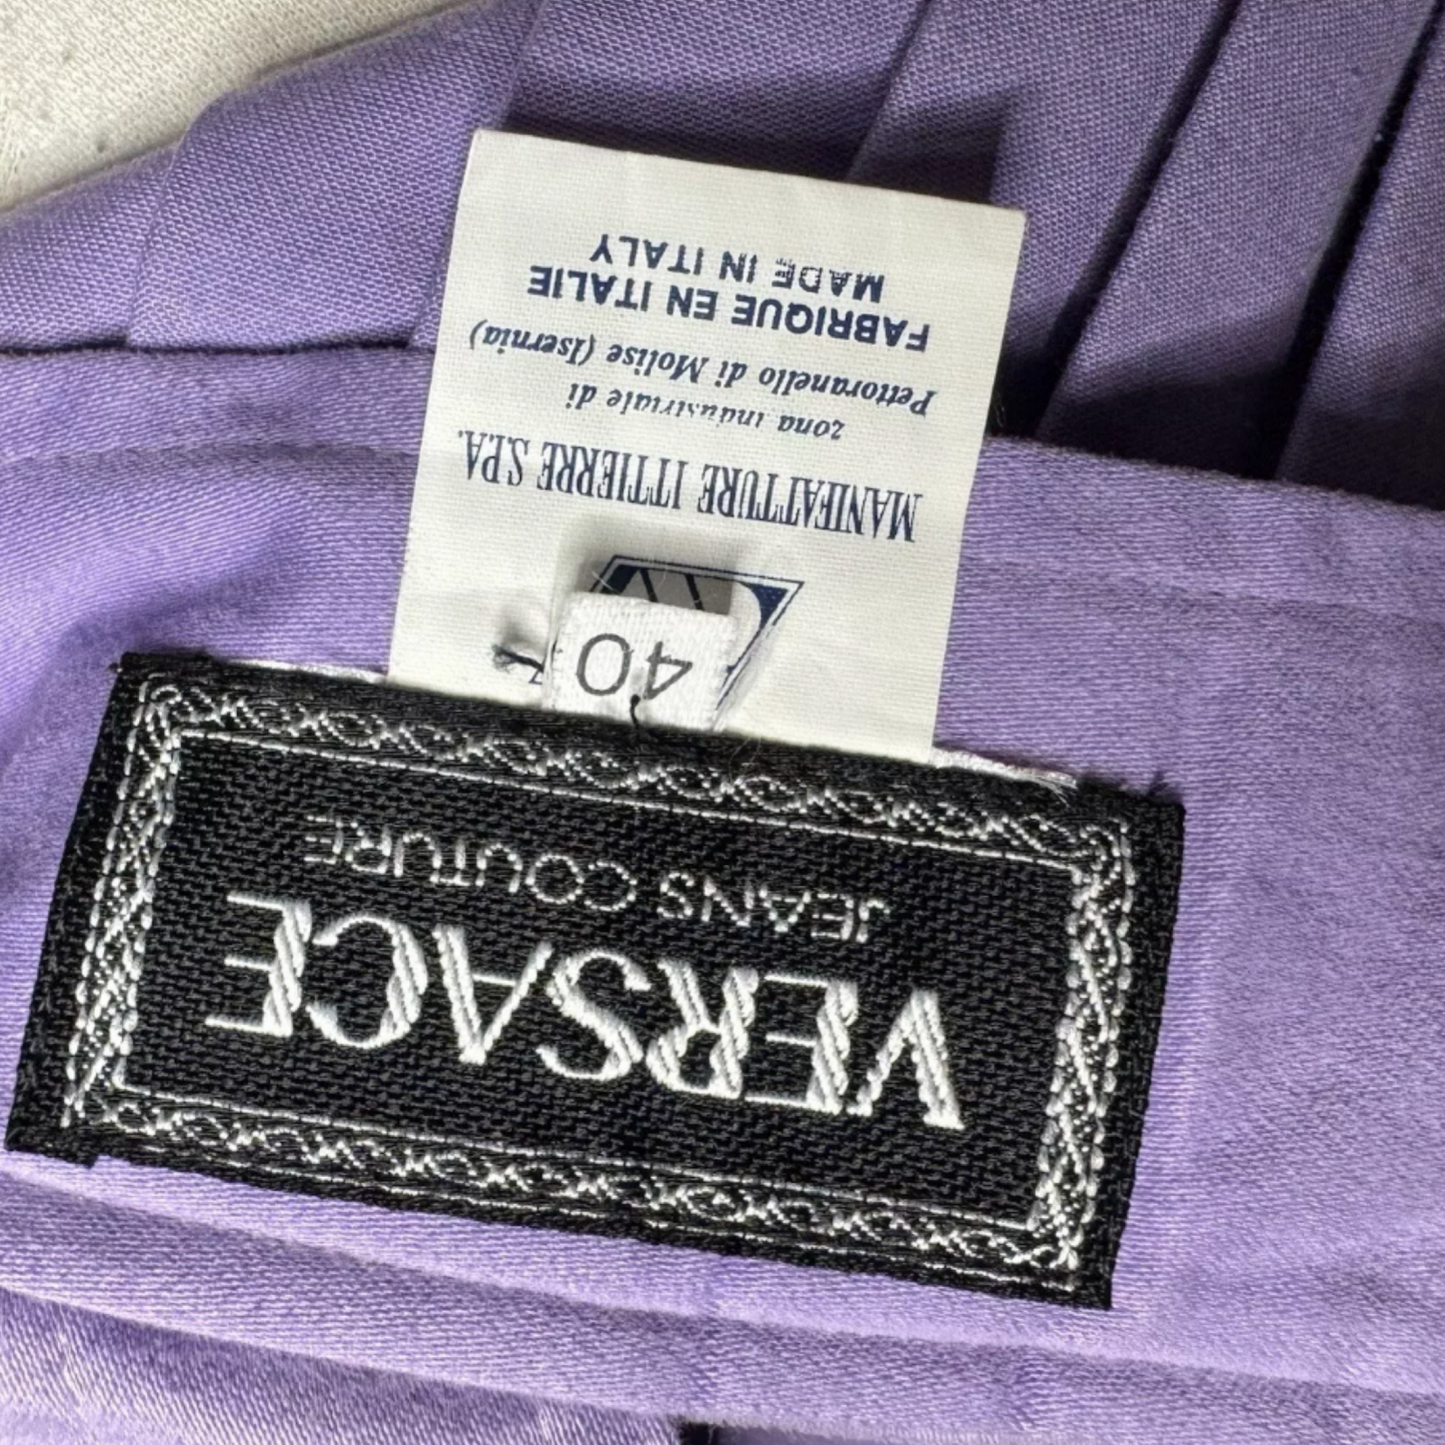 VERSACE
JEANS COUTURE
40
MANIFATTURE ITTIERRE S.P.A.
zona industriale di
Pettoranello di Molise (Isernia)
FABRIQUE EN ITALIE
MADE IN ITALY